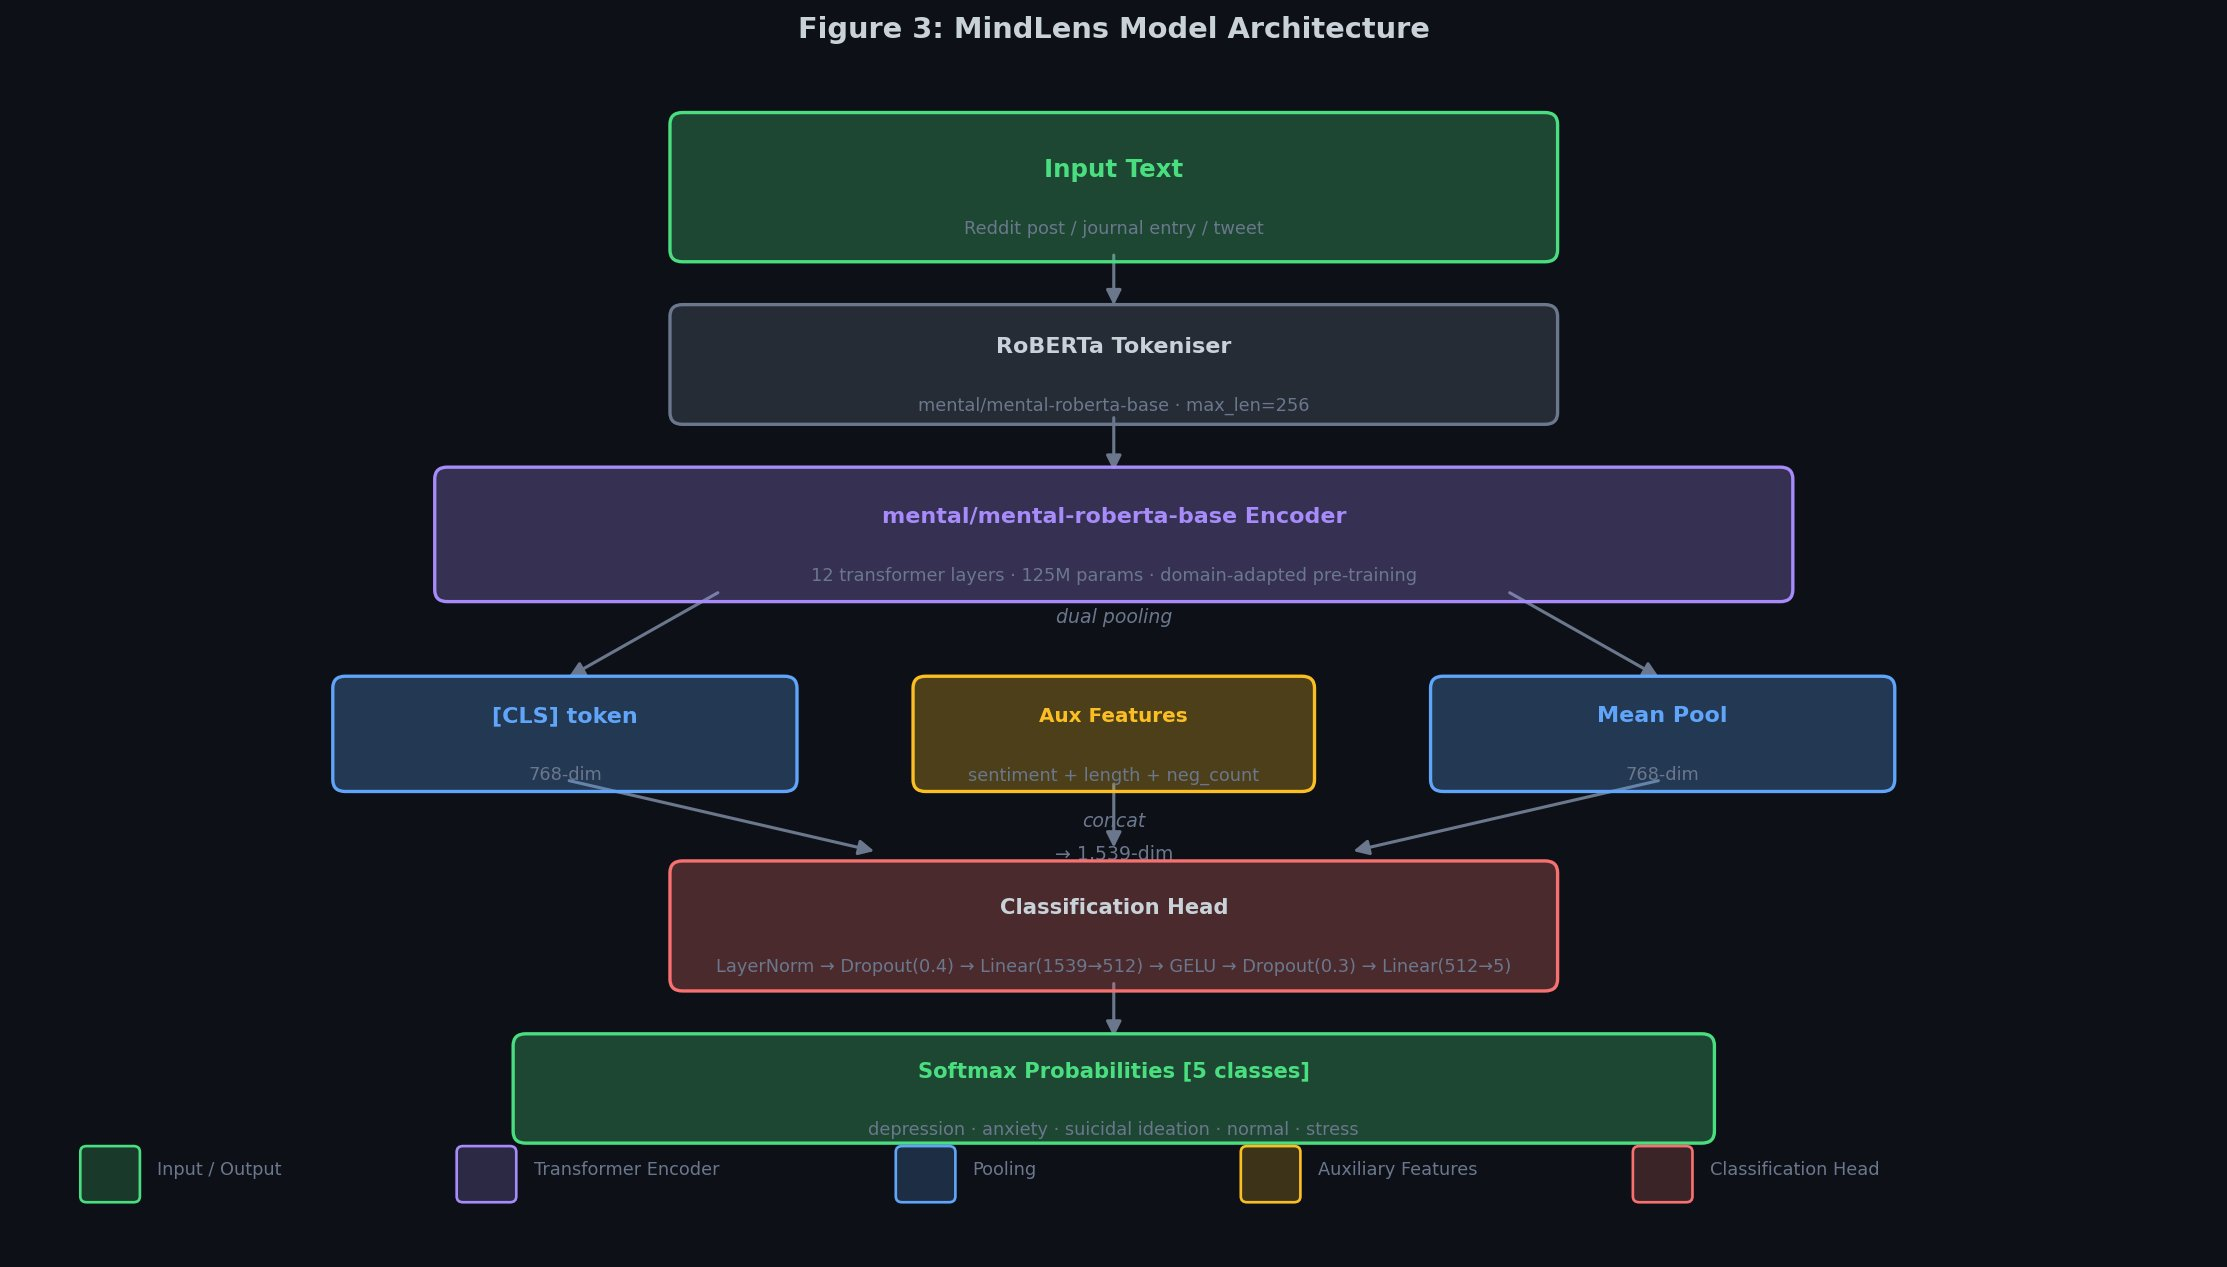 Figure 3: MindLens Model Architecture
Input Text
Reddit post / journal entry / tweet
RoBERTa Tokeniser
mental/mental-roberta-base · max_len=256
mental/mental-roberta-base Encoder
12 transformer layers · 125M params · domain-adapted pre-training
dual pooling
[CLS] token
768-dim
Aux Features
sentiment + length + neg_count
Mean Pool
768-dim
concat
→ 1,539-dim
Classification Head
LayerNorm → Dropout(0.4) → Linear(1539→512) → GELU → Dropout(0.3) → Linear(512→5)
Softmax Probabilities [5 classes]
depression · anxiety · suicidal ideation · normal · stress
Input / Output
Transformer Encoder
Pooling
Auxiliary Features
Classification Head